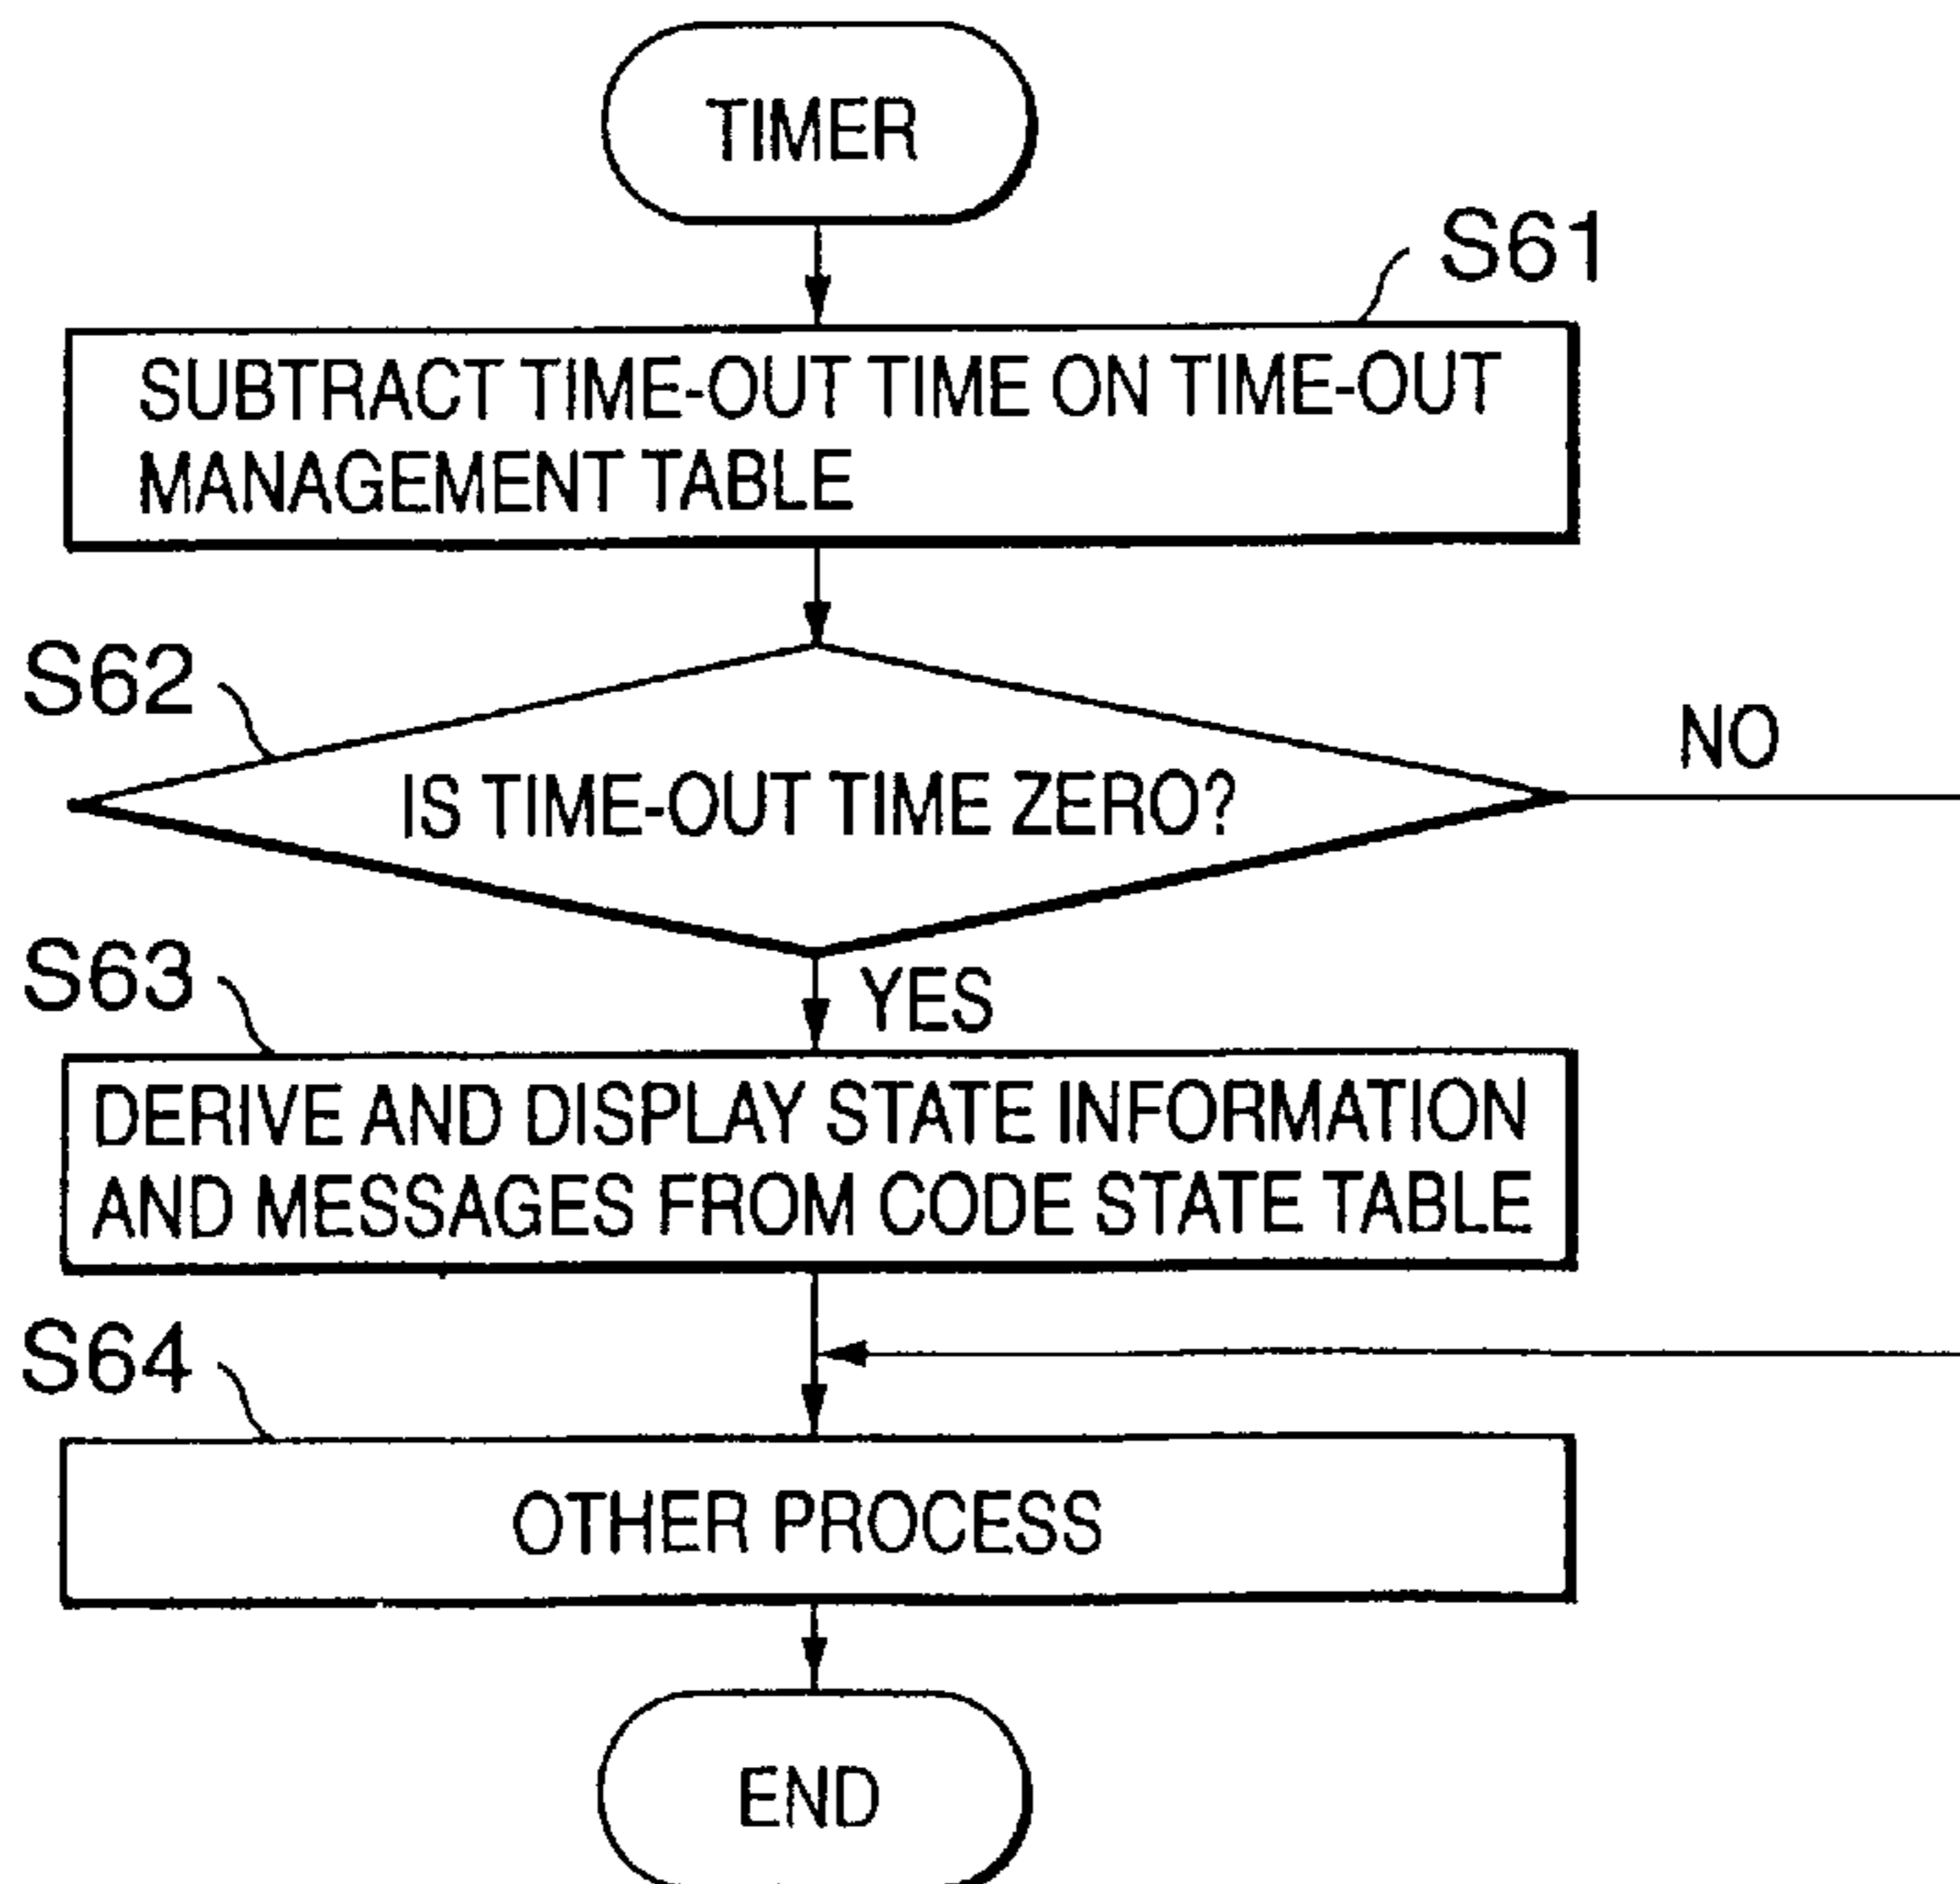 TIMER
S61
SUBTRACT TIME-OUT TIME ON TIME-OUT
MANAGEMENT TABLE
S62
NO
IS TIME-OUT TIME ZERO?
S63
YES
DERIVE AND DISPLAY STATE INFORMATION
AND MESSAGES FROM CODE STATE TABLE
S64
OTHER PROCESS
END